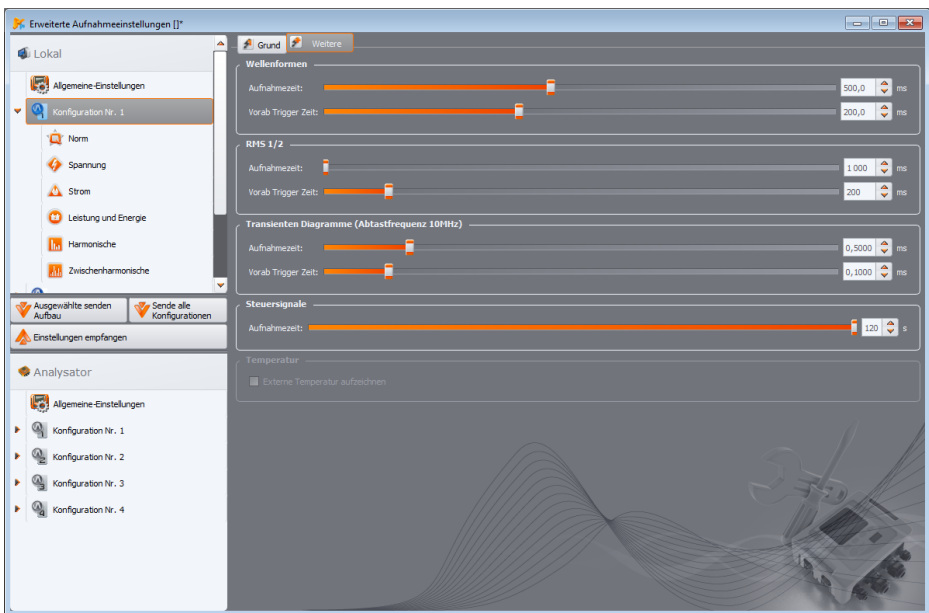 Erweiterte Aufnahmeeinstellungen []*
Lokal
Allgemeine-Einstellungen
Konfiguration Nr. 1
Norm
Spannung
Strom
Leistung und Energie
Harmonische
Zwischenharmonische
Ausgewählte senden
Aufbau
Sende alle
Konfigurationen
Einstellungen empfangen
Analysator
Allgemeine-Einstellungen
Konfiguration Nr. 1
Konfiguration Nr. 2
Konfiguration Nr. 3
Konfiguration Nr. 4
Grund
Weitere
Wellenformen
Aufnahmezeit: 500,0 ms
Vorab Trigger Zeit: 200,0 ms
RMS 1/2
Aufnahmezeit: 1 000 ms
Vorab Trigger Zeit: 200 ms
Transienten Diagramme (Abtastfrequenz 10MHz)
Aufnahmezeit: 0,5000 ms
Vorab Trigger Zeit: 0,1000 ms
Steuersignale
Aufnahmezeit: 120 s
Temperatur
Externe Temperatur aufzeichnen